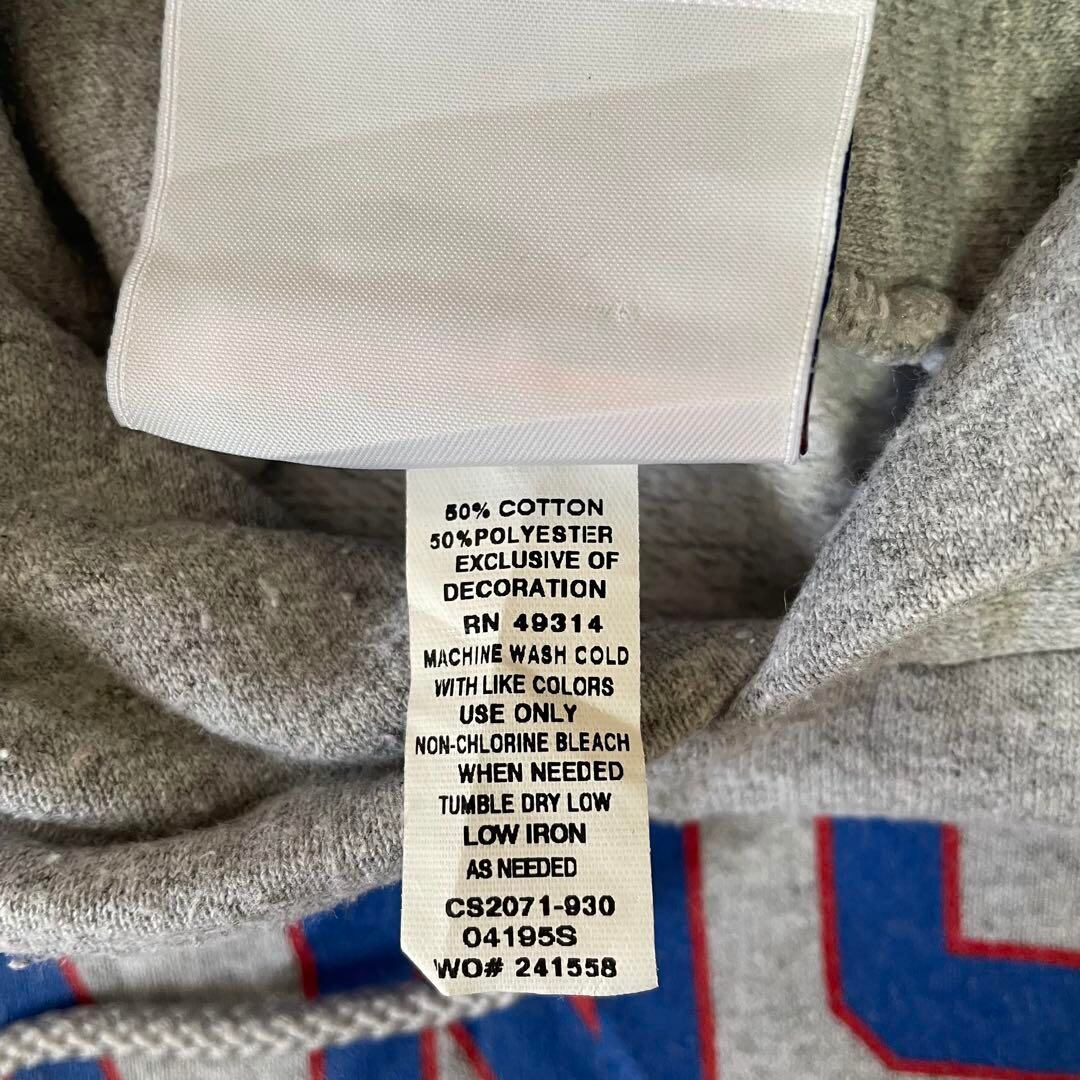 50% COTTON
50%POLYESTER
EXCLUSIVE OF
DECORATION
RN 49314
MACHINE WASH COLD
WITH LIKE COLORS
USE ONLY
NON-CHLORINE BLEACH
WHEN NEEDED
TUMBLE DRY LOW
LOW IRON
AS NEEDED
CS2071-930
04195S
WO# 241558